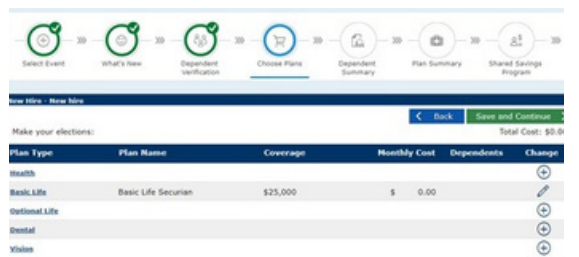 Select Event
What's New
Dependent
Verification
Choose Plans
Dependent
Summary
Plan Summary
Shared Savings
Program
New Hire - New hire
Back
Save and Continue
Make your elections:
Total Cost: $0.0
Plan Type Plan Name Coverage Monthly Cost Dependents Change
Health
Basic Life Basic Life Securian $25,000 $ 0.00
Optional Life
Dental
Vision